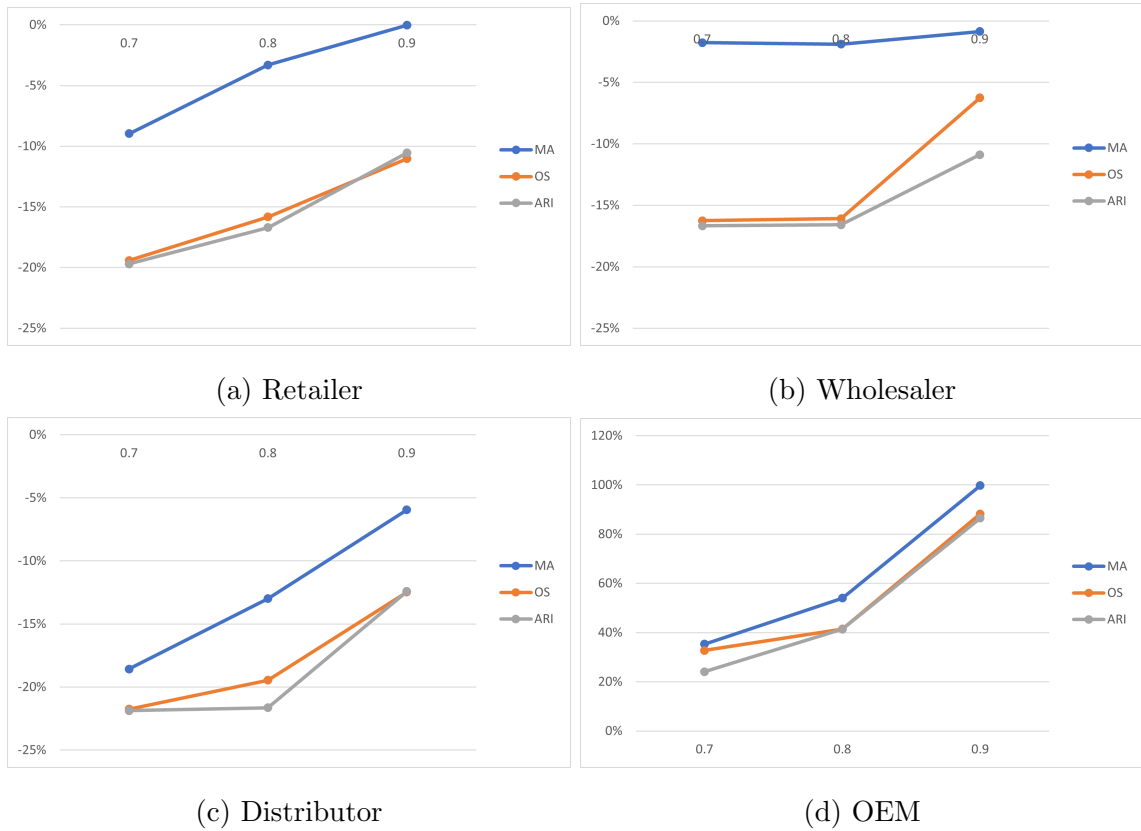 0%
-5%
-10%
-15%
-20%
-25%
0.7 0.8 0.9
MA
OS
ARI
(a) Retailer
0%
-5%
-10%
-15%
-20%
-25%
0.7 0.8 0.9
MA
OS
ARI
(b) Wholesaler
0%
-5%
-10%
-15%
-20%
-25%
0.7 0.8 0.9
MA
OS
ARI
(c) Distributor
120%
100%
80%
60%
40%
20%
0%
0.7 0.8 0.9
MA
OS
ARI
(d) OEM